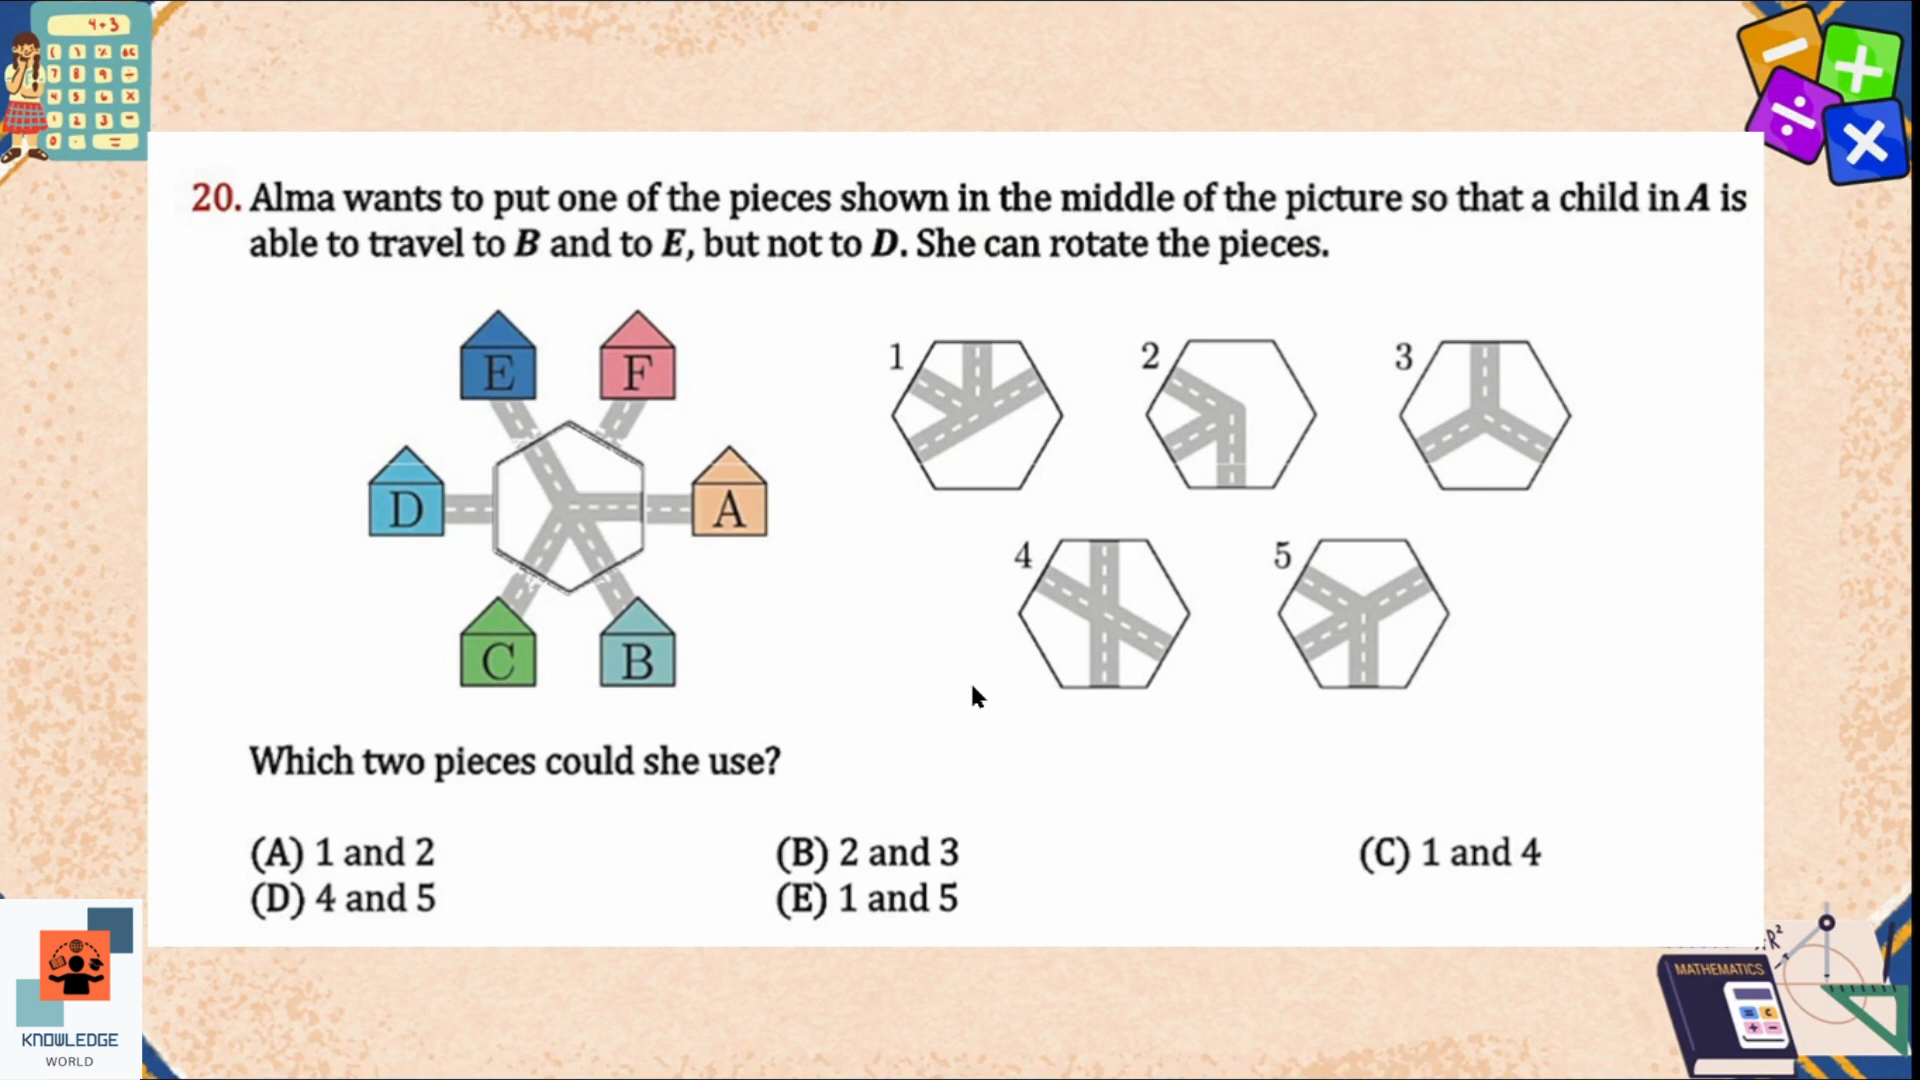 4+3
20. Alma wants to put one of the pieces shown in the middle of the picture so that a child in A is
able to travel to B and to E, but not to D. She can rotate the pieces.
E F
D A
C B
1 2 3
4 5
Which two pieces could she use?
(A) 1 and 2 (B) 2 and 3 (C) 1 and 4
(D) 4 and 5 (E) 1 and 5
KNOWLEDGE
WORLD
MATHEMATICS